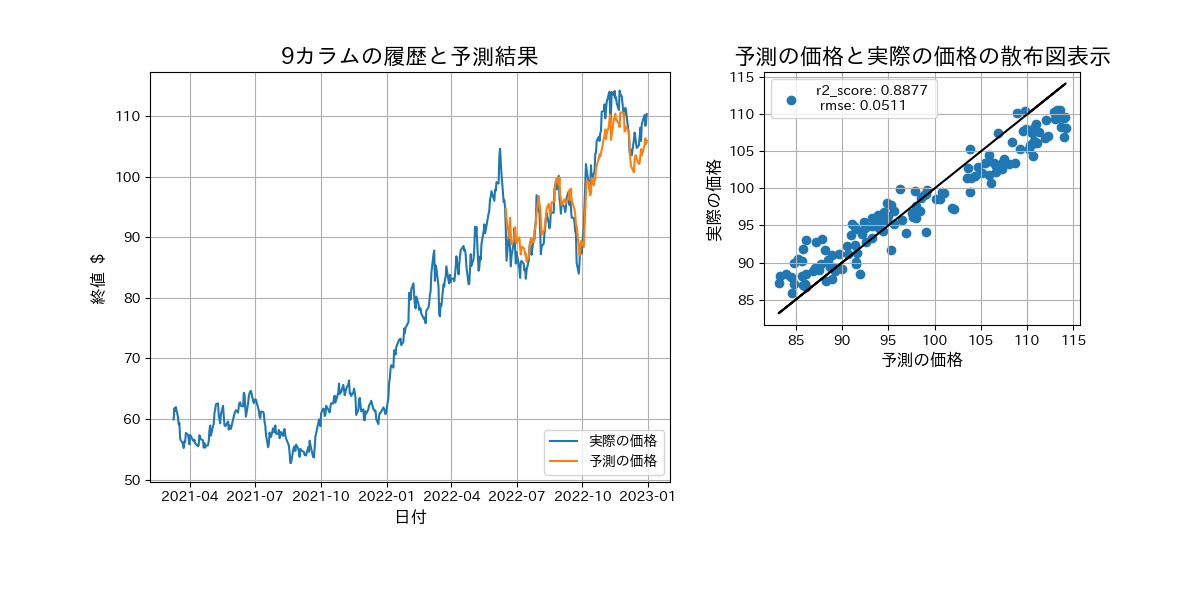 9カラムの履歴と予測結果
終値 $
110
100
90
80
70
60
50
2021-04 2021-07 2021-10 2022-01 2022-04 2022-07 2022-10 2023-01
日付
実際の価格
予測の価格
予測の価格と実際の価格の散布図表示
実際の価格
115
110
105
100
95
90
85
r2_score: 0.8877
rmse: 0.0511
85 90 95 100 105 110 115
予測の価格